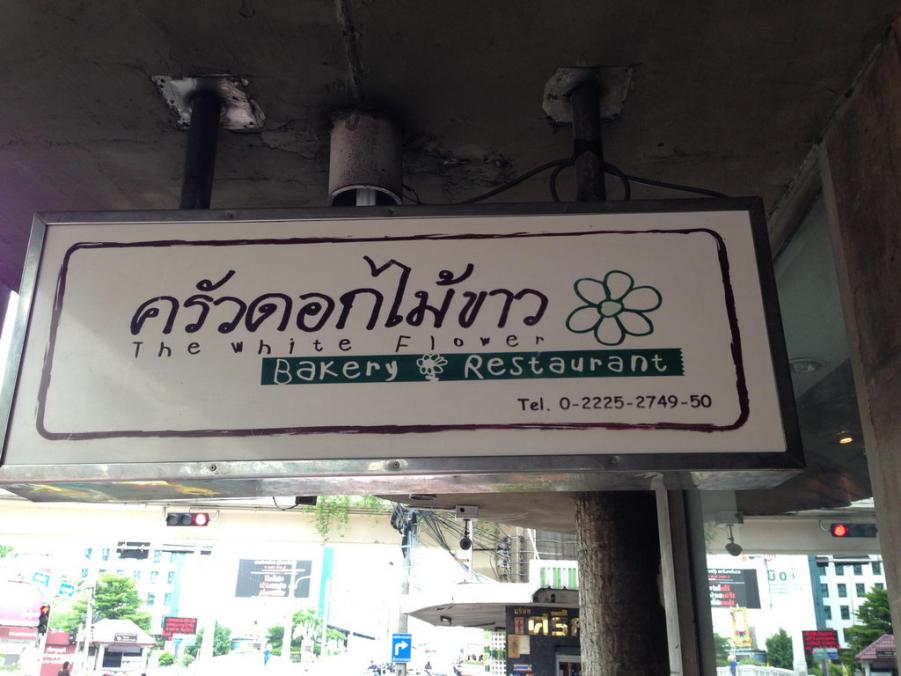 ครัวดอกไม้ขาว
The White Flower
Bakery Restaurant
Tel. 0-2225-2749-50